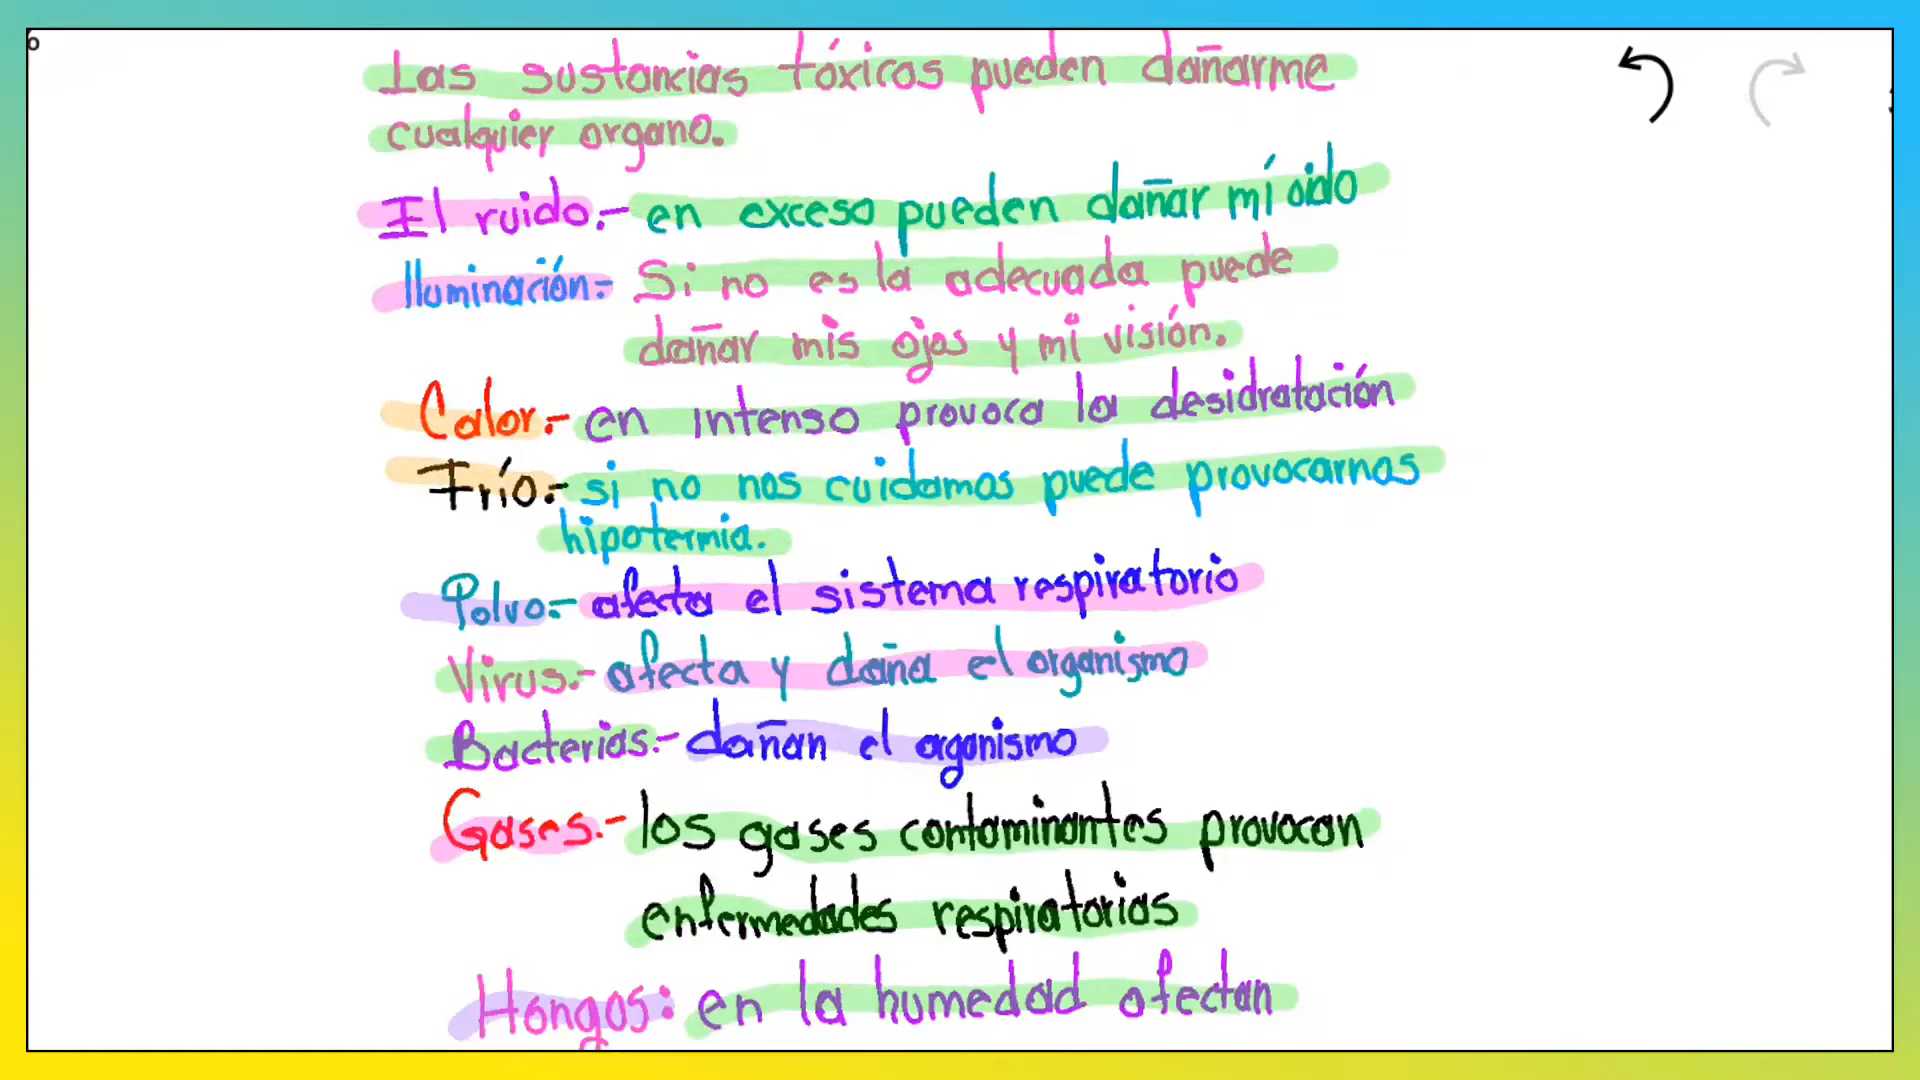 Las sustancias tóxicas pueden dañarme
cualquier organo.
El ruido.- en exceso pueden dañar mí oido
Iluminación.- Si no es la adecuada puede
dañar mis ojos y mi visión.
Calor.- en intenso provoca la desidratación
Frío.- si no nos cuidamos puede provocarnos
hipotermia.
Polvo.- afecta el sistema respiratorio
Virus.- afecta y daña el organismo
Bacterias.- dañan el organismo
Gases.- los gases contaminantes provocan
enfermedades respiratorias
Hongos: en la humedad afectan